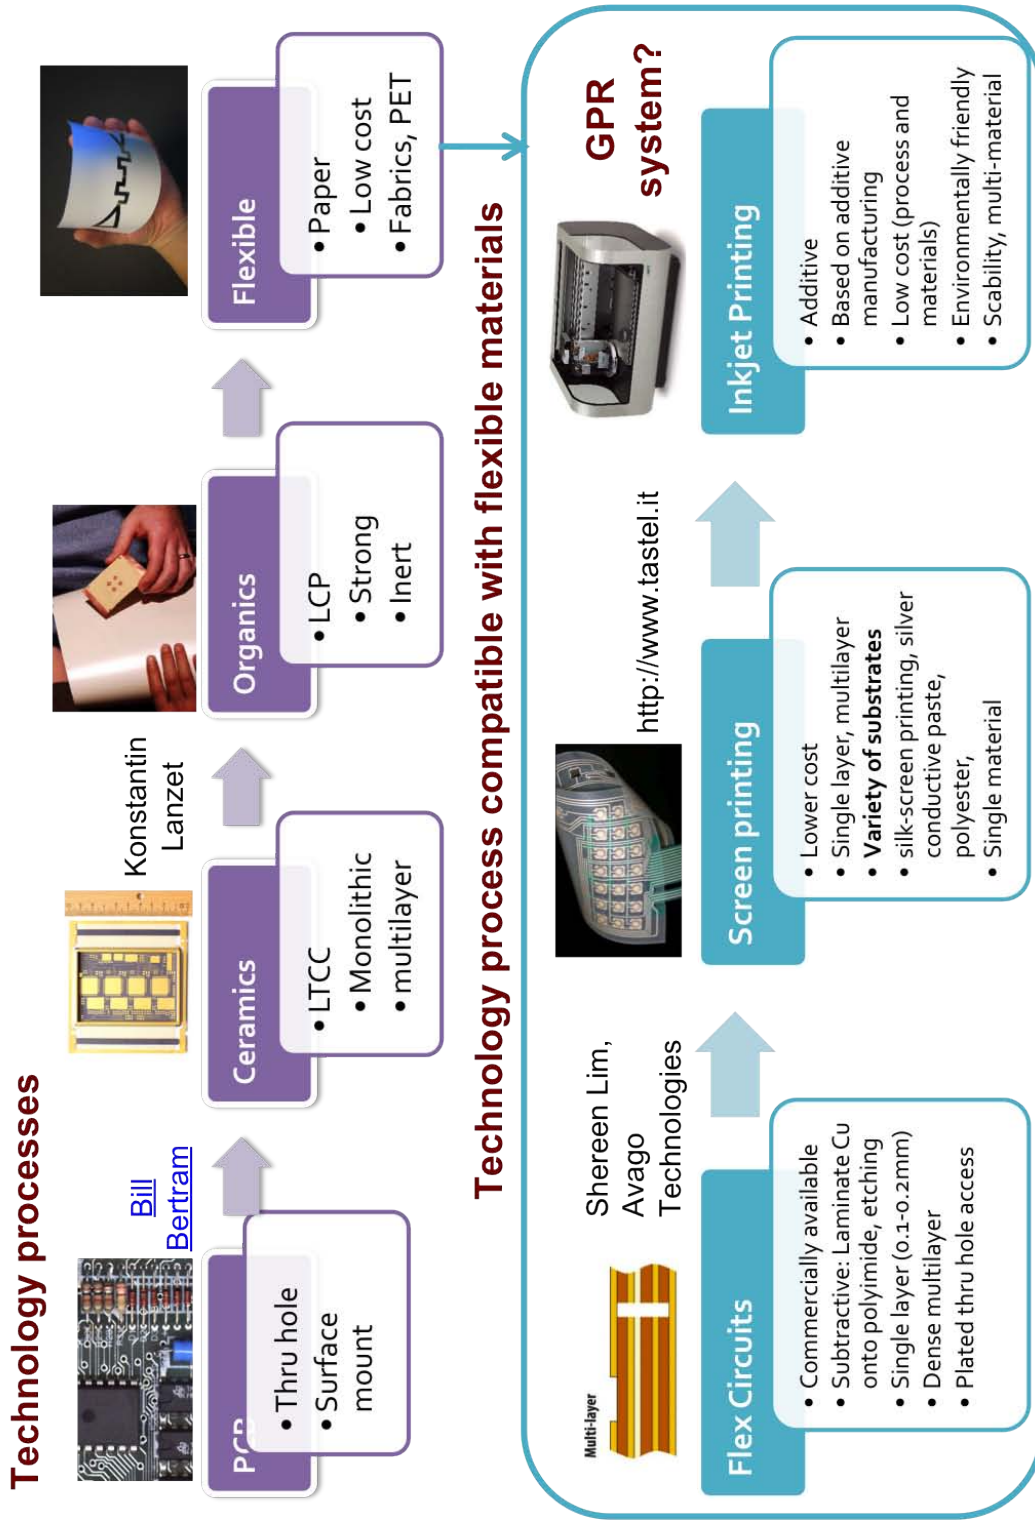 Technology processes
Bill
Bertram
Konstantin
Lanzet
PCB
• Thru hole
• Surface
mount
Ceramics
• LTCC
• Monolithic
• multilayer
Organics
• LCP
• Strong
• Inert
Flexible
• Paper
• Low cost
• Fabrics, PET
Technology process compatible with flexible materials
Multi-layer
Shereen Lim,
Avago
Technologies
http://www.tastel.it
GPR
system?
Flex Circuits
• Commercially available
• Subtractive: Laminate Cu
onto polyimide, etching
• Single layer (0.1-0.2mm)
• Dense multilayer
• Plated thru hole access
Screen printing
• Lower cost
• Single layer, multilayer
• Variety of substrates
• silk-screen printing, silver
conductive paste,
polyester,
• Single material
Inkjet Printing
• Additive
• Based on additive
manufacturing
• Low cost (process and
materials)
• Environmentally friendly
• Scability, multi-material